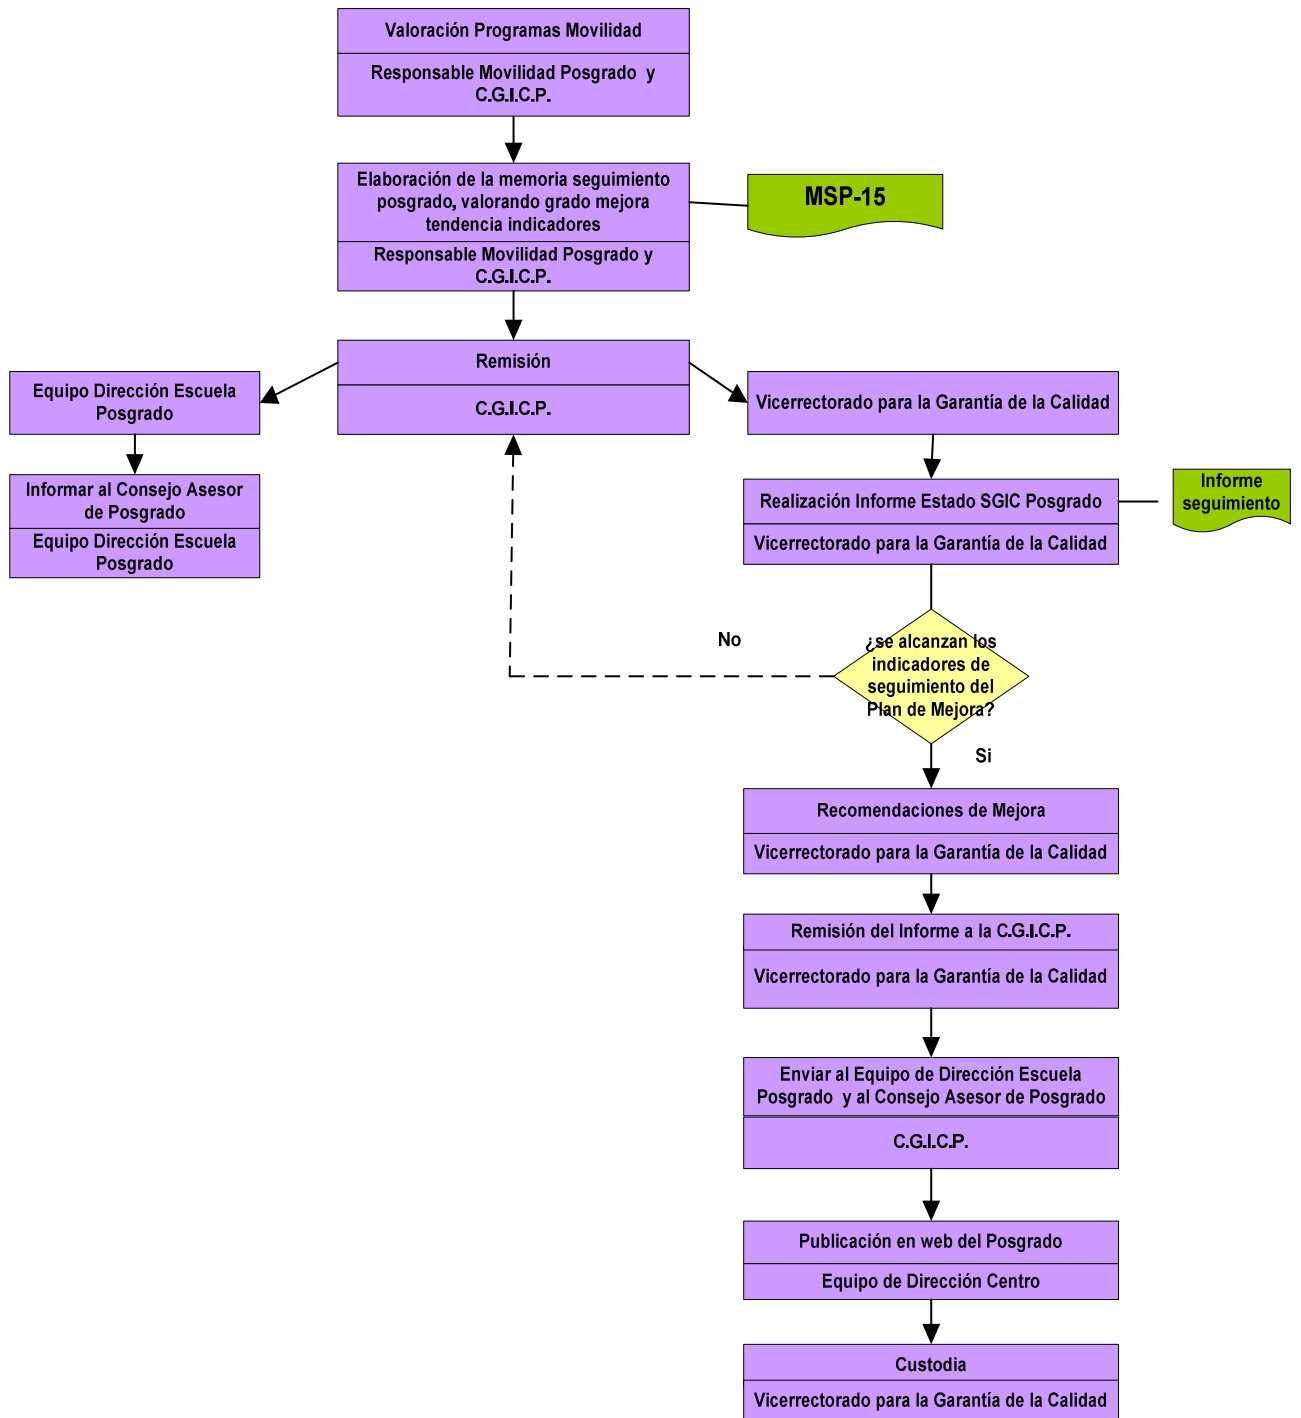 Valoración Programas Movilidad
Responsable Movilidad Posgrado y
C.G.I.C.P.
Elaboración de la memoria seguimiento
posgrado, valorando grado mejora
tendencia indicadores
Responsable Movilidad Posgrado y
C.G.I.C.P.
MSP-15
Remisión
C.G.I.C.P.
Equipo Dirección Escuela
Posgrado
Informar al Consejo Asesor
de Posgrado
Equipo Dirección Escuela
Posgrado
Vicerrectorado para la Garantía de la Calidad
Realización Informe Estado SGIC Posgrado
Vicerrectorado para la Garantía de la Calidad
Informe
seguimiento
No
¿se alcanzan los
indicadores de
seguimiento del
Plan de Mejora?
Si
Recomendaciones de Mejora
Vicerrectorado para la Garantía de la Calidad
Remisión del Informe a la C.G.I.C.P.
Vicerrectorado para la Garantía de la Calidad
Enviar al Equipo de Dirección Escuela
Posgrado y al Consejo Asesor de Posgrado
C.G.I.C.P.
Publicación en web del Posgrado
Equipo de Dirección Centro
Custodia
Vicerrectorado para la Garantía de la Calidad